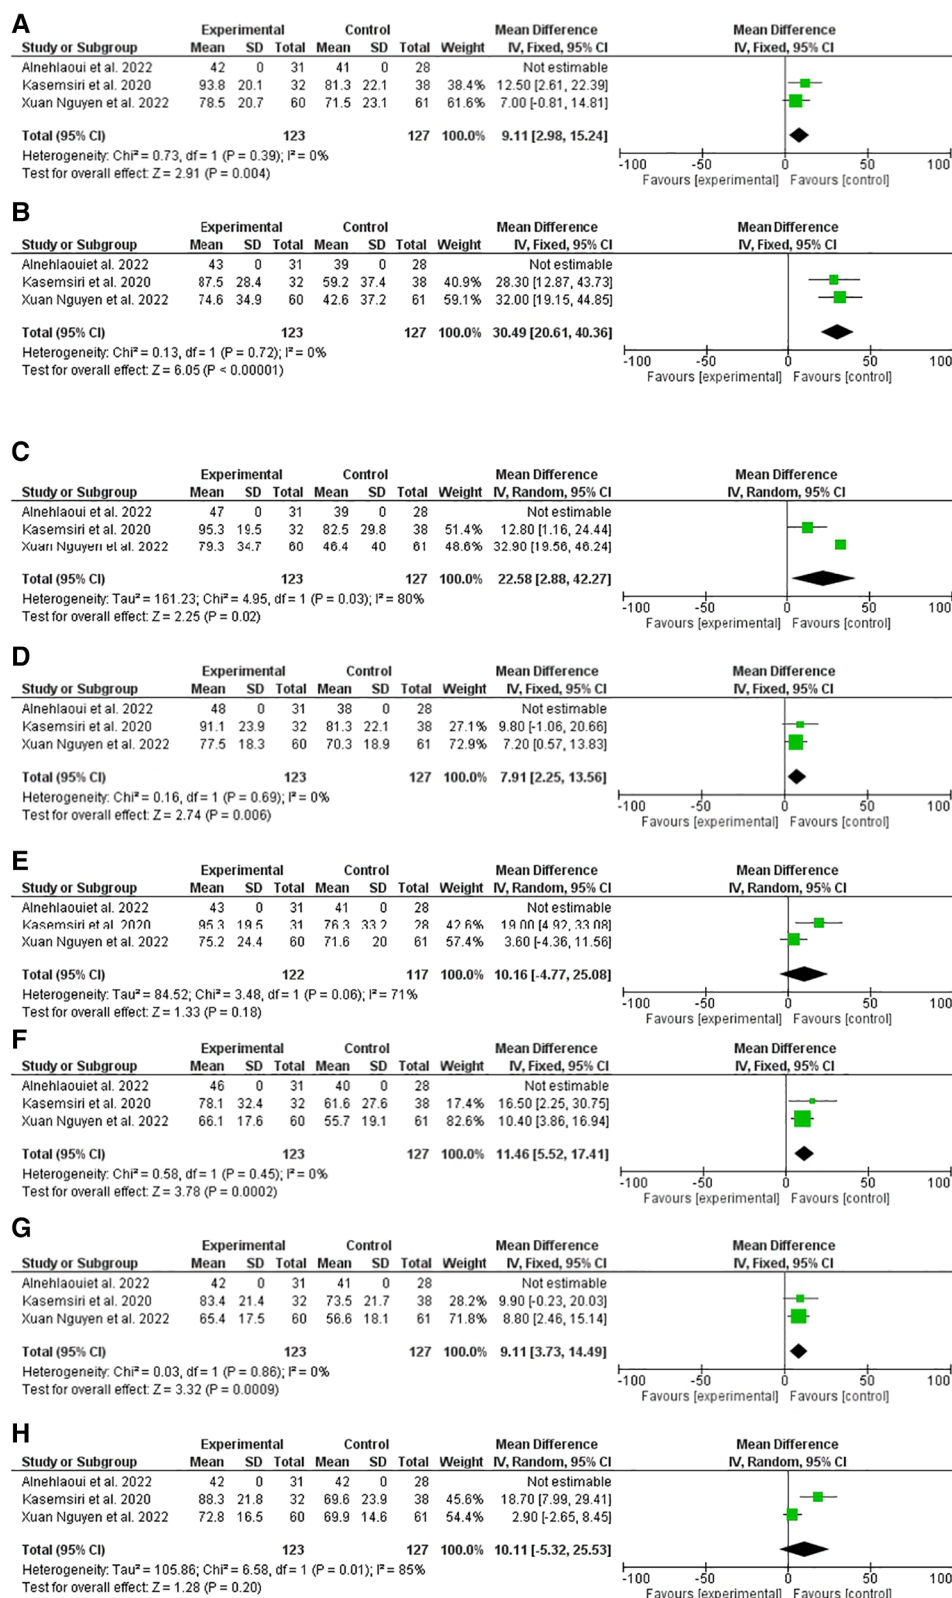 A
Experimental Control Mean Difference Mean Difference
Study or Subgroup Mean SD Total Mean SD Total Weight IV, Fixed, 95% CI IV, Fixed, 95% CI
Alnehlaoui et al. 2022 42 0 31 41 0 28 Not estimable
Kasemsiri et al. 2020 93.8 20.1 32 81.3 22.1 38 38.4% 12.50 [2.61, 22.39]
Xuan Nguyen et al. 2022 78.5 20.7 60 71.5 23.1 61 61.6% 7.00 [-0.81, 14.81]
Total (95% CI) 123 127 100.0% 9.11 [2.98, 15.24]
Heterogeneity: Chi² = 0.73, df = 1 (P = 0.39); I² = 0%
Test for overall effect: Z = 2.91 (P = 0.004)
-100 -50 0 50 100
Favours [experimental] Favours [control]
B
Experimental Control Mean Difference Mean Difference
Study or Subgroup Mean SD Total Mean SD Total Weight IV, Fixed, 95% CI IV, Fixed, 95% CI
Alnehlaouiet al. 2022 43 0 31 39 0 28 Not estimable
Kasemsiri et al. 2020 87.5 28.4 32 59.2 37.4 38 40.9% 28.30 [12.87, 43.73]
Xuan Nguyen et al. 2022 74.6 34.9 60 42.6 37.2 61 59.1% 32.00 [19.15, 44.85]
Total (95% CI) 123 127 100.0% 30.49 [20.61, 40.36]
Heterogeneity: Chi² = 0.13, df = 1 (P = 0.72); I² = 0%
Test for overall effect: Z = 6.05 (P < 0.00001)
-100 -50 0 50 100
Favours [experimental] Favours [control]
C
Experimental Control Mean Difference Mean Difference
Study or Subgroup Mean SD Total Mean SD Total Weight IV, Random, 95% CI IV, Random, 95% CI
Alnehlaoui et al. 2022 47 0 31 39 0 28 Not estimable
Kasemsiri et al. 2020 95.3 19.5 32 82.5 29.8 38 51.4% 12.80 [1.16, 24.44]
Xuan Nguyen et al. 2022 79.3 34.7 60 46.4 40 61 48.6% 32.90 [19.56, 46.24]
Total (95% CI) 123 127 100.0% 22.58 [2.88, 42.27]
Heterogeneity: Tau² = 161.23; Chi² = 4.95, df = 1 (P = 0.03); I² = 80%
Test for overall effect: Z = 2.25 (P = 0.02)
-100 -50 0 50 100
Favours [experimental] Favours [control]
D
Experimental Control Mean Difference Mean Difference
Study or Subgroup Mean SD Total Mean SD Total Weight IV, Fixed, 95% CI IV, Fixed, 95% CI
Alnehlaoui et al. 2022 48 0 31 38 0 28 Not estimable
Kasemsiri et al. 2020 91.1 23.9 32 81.3 22.1 38 27.1% 9.80 [-1.06, 20.66]
Xuan Nguyen et al. 2022 77.5 18.3 60 70.3 18.9 61 72.9% 7.20 [0.57, 13.83]
Total (95% CI) 123 127 100.0% 7.91 [2.25, 13.56]
Heterogeneity: Chi² = 0.16, df = 1 (P = 0.69); I² = 0%
Test for overall effect: Z = 2.74 (P = 0.006)
-100 -50 0 50 100
Favours [experimental] Favours [control]
E
Experimental Control Mean Difference Mean Difference
Study or Subgroup Mean SD Total Mean SD Total Weight IV, Random, 95% CI IV, Random, 95% CI
Alnehlaouiet al. 2022 43 0 31 41 0 28 Not estimable
Kasemsiri et al. 2020 95.3 19.5 31 76.3 33.2 28 42.6% 19.00 [4.92, 33.08]
Xuan Nguyen et al. 2022 75.2 24.4 60 71.6 20 61 57.4% 3.60 [-4.36, 11.56]
Total (95% CI) 122 117 100.0% 10.16 [-4.77, 25.08]
Heterogeneity: Tau² = 84.52; Chi² = 3.48, df = 1 (P = 0.06); I² = 71%
Test for overall effect: Z = 1.33 (P = 0.18)
-100 -50 0 50 100
Favours [experimental] Favours [control]
F
Experimental Control Mean Difference Mean Difference
Study or Subgroup Mean SD Total Mean SD Total Weight IV, Fixed, 95% CI IV, Fixed, 95% CI
Alnehlaouiet al. 2022 46 0 31 40 0 28 Not estimable
Kasemsiri et al. 2020 78.1 32.4 32 61.6 27.6 38 17.4% 16.50 [2.25, 30.75]
Xuan Nguyen et al. 2022 66.1 17.6 60 55.7 19.1 61 82.6% 10.40 [3.86, 16.94]
Total (95% CI) 123 127 100.0% 11.46 [5.52, 17.41]
Heterogeneity: Chi² = 0.58, df = 1 (P = 0.45); I² = 0%
Test for overall effect: Z = 3.78 (P = 0.0002)
-100 -50 0 50 100
Favours [experimental] Favours [control]
G
Experimental Control Mean Difference Mean Difference
Study or Subgroup Mean SD Total Mean SD Total Weight IV, Fixed, 95% CI IV, Fixed, 95% CI
Alnehlaouiet al. 2022 42 0 31 41 0 28 Not estimable
Kasemsiri et al. 2020 83.4 21.4 32 73.5 21.7 38 28.2% 9.90 [-0.23, 20.03]
Xuan Nguyen et al. 2022 65.4 17.5 60 56.6 18.1 61 71.8% 8.80 [2.46, 15.14]
Total (95% CI) 123 127 100.0% 9.11 [3.73, 14.49]
Heterogeneity: Chi² = 0.03, df = 1 (P = 0.86); I² = 0%
Test for overall effect: Z = 3.32 (P = 0.0009)
-100 -50 0 50 100
Favours [experimental] Favours [control]
H
Experimental Control Mean Difference Mean Difference
Study or Subgroup Mean SD Total Mean SD Total Weight IV, Random, 95% CI IV, Random, 95% CI
Alnehlaoui et al. 2022 42 0 31 42 0 28 Not estimable
Kasemsiri et al. 2020 88.3 21.8 32 69.6 23.9 38 45.6% 18.70 [7.99, 29.41]
Xuan Nguyen et al. 2022 72.8 16.5 60 69.9 14.6 61 54.4% 2.90 [-2.65, 8.45]
Total (95% CI) 123 127 100.0% 10.11 [-5.32, 25.53]
Heterogeneity: Tau² = 105.86; Chi² = 6.58, df = 1 (P = 0.01); I² = 85%
Test for overall effect: Z = 1.28 (P = 0.20)
-100 -50 0 50 100
Favours [experimental] Favours [control]